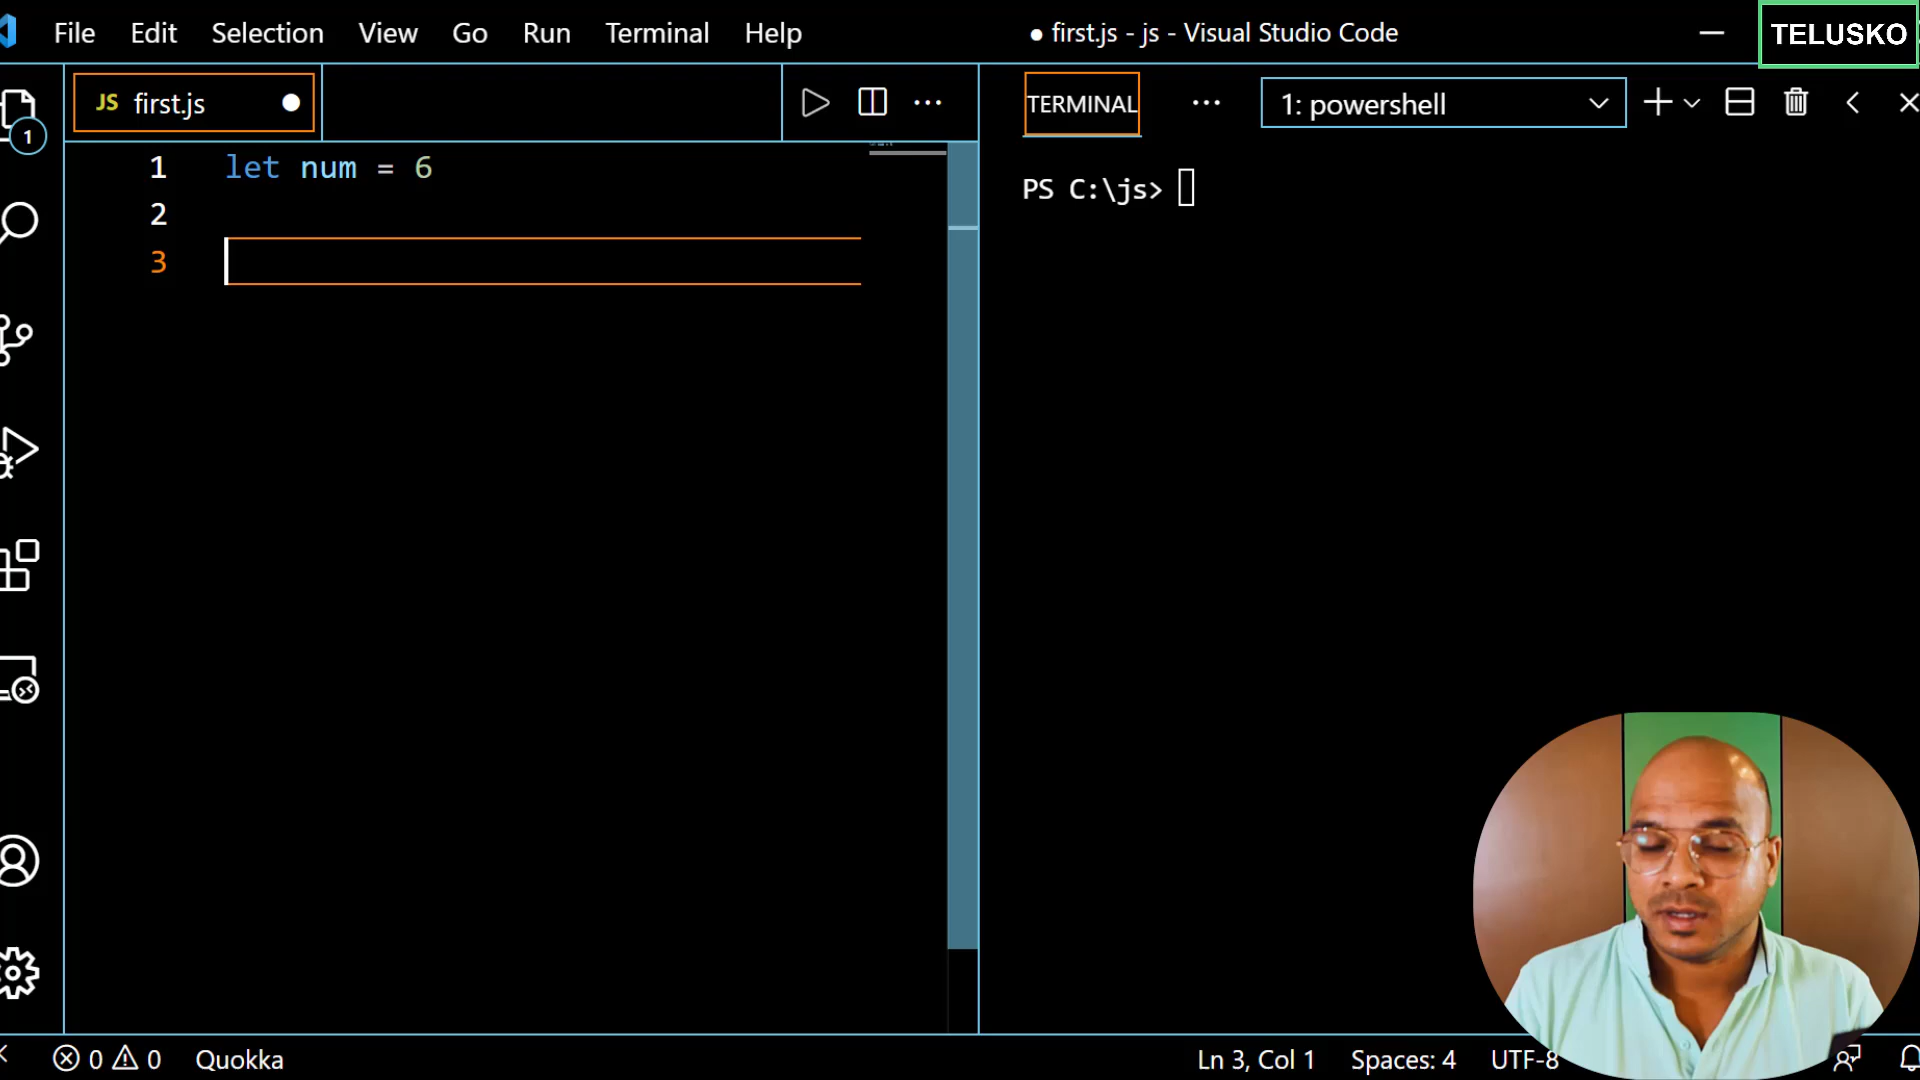 File Edit Selection View Go Run Terminal Help ● first.js - js - Visual Studio Code TELUSKO
JS first.js TERMINAL 1: powershell
1
1 let num = 6
2
3
PS C:\js>
0 0 Quokka Ln 3, Col 1 Spaces: 4 UTF-8